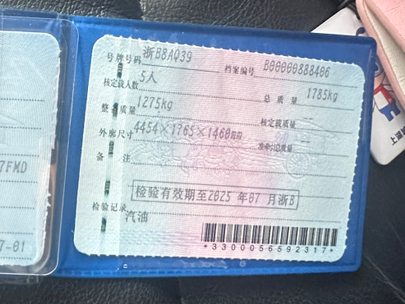 号牌号码 浙B8AQ39 档案编号 B00000888406
核定载人数 5人 总质量 1785kg
整备质量 1275kg 核定载质量 --
外廓尺寸 4454×1765×1460mm 准牵引总质量 --
备注
检验有效期至2025年07月浙B
检验记录
汽油
*3300056592317*
7FMD
7-01